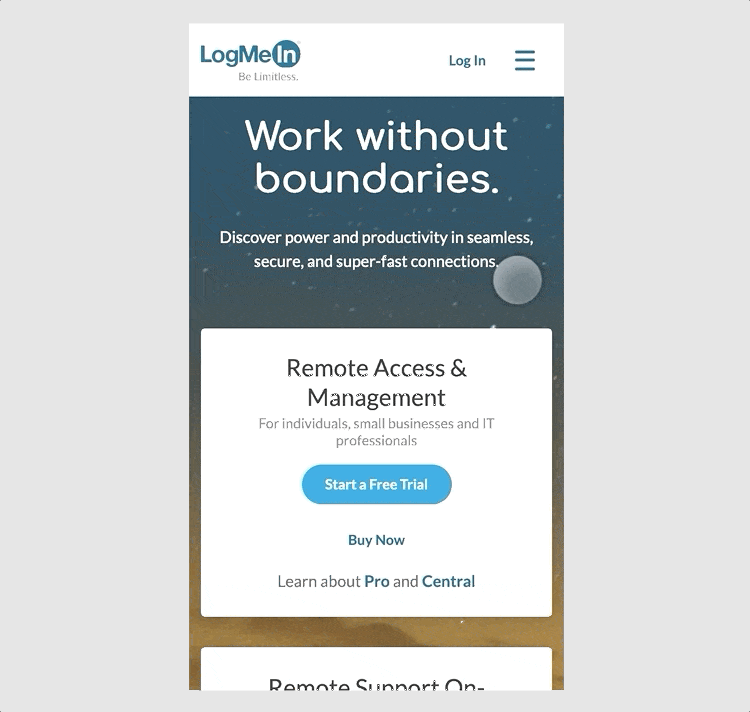 LogMeIn
Be Limitless.
Log In
Work without
boundaries.
Discover power and productivity in seamless,
secure, and super-fast connections.
Remote Access &
Management
For individuals, small businesses and IT
professionals
Start a Free Trial
Buy Now
Learn about Pro and Central
Remote Support On-